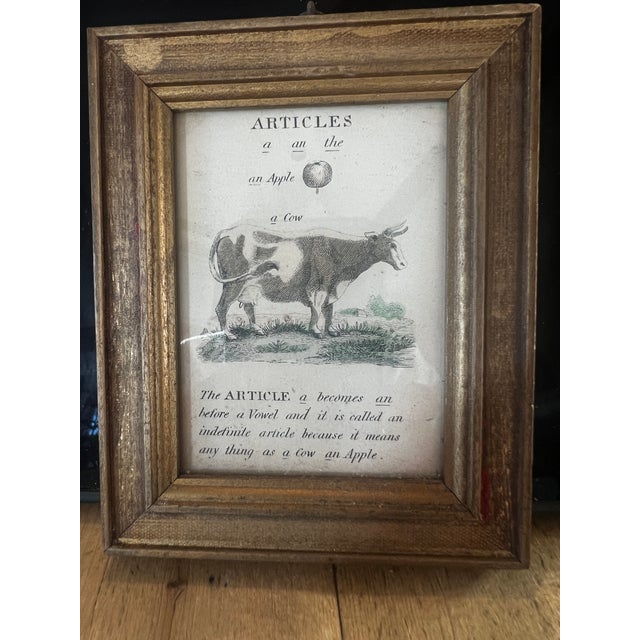 ARTICLES
a an the
an Apple
a Cow
The ARTICLE a becomes an
before a Vowel and it is called an
indefinite article because it means
any thing as a Cow an Apple.